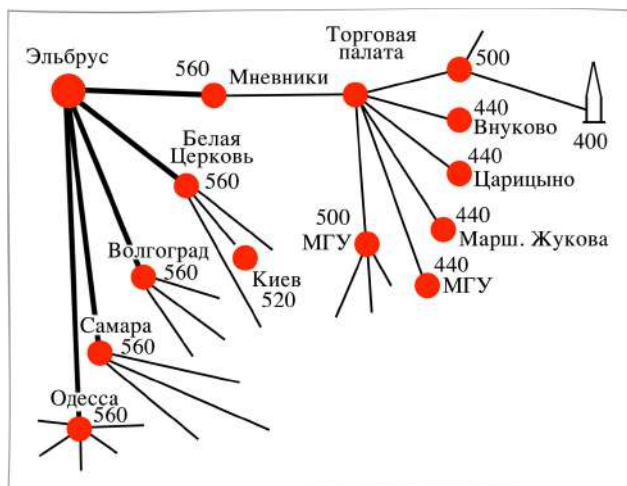 Эльбрус
560
Мневники
Торговая
палата
500
400
440
Внуково
440
Царицыно
440
Марш. Жукова
440
МГУ
500
МГУ
Белая
Церковь
560
Киев
520
Волгоград
560
Самара
560
Одесса
560